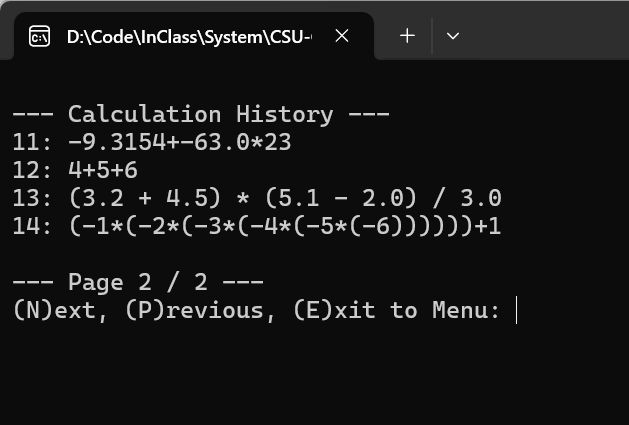 D:\Code\InClass\System\CSU-
--- Calculation History ---
11: -9.3154+-63.0*23
12: 4+5+6
13: (3.2 + 4.5) * (5.1 - 2.0) / 3.0
14: (-1*(-2*(-3*(-4*(-5*(-6))))))+1
--- Page 2 / 2 ---
(N)ext, (P)revious, (E)xit to Menu: